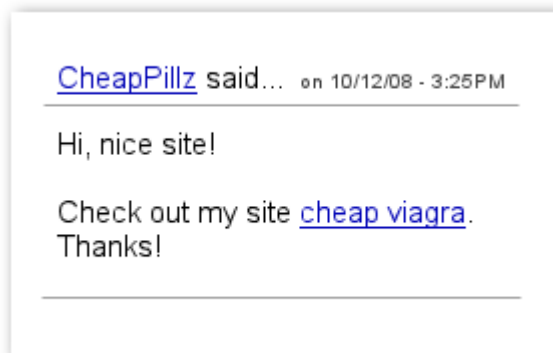 CheapPillz said... on 10/12/08 - 3:25PM
Hi, nice site!
Check out my site cheap viagra.
Thanks!